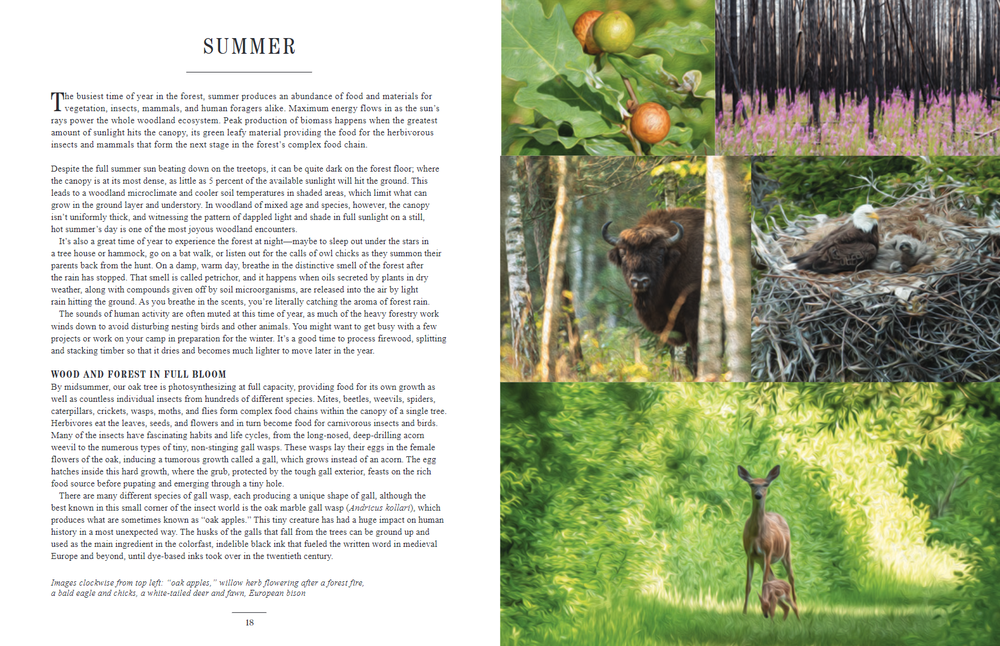 SUMMER
The busiest time of year in the forest, summer produces an abundance of food and materials for
vegetation, insects, mammals, and human foragers alike. Maximum energy flows in as the sun’s
rays power the whole woodland ecosystem. Peak production of biomass happens when the greatest
amount of sunlight hits the canopy, its green leafy material providing the food for the herbivorous
insects and mammals that form the next stage in the forest’s complex food chain.
Despite the full summer sun beating down on the treetops, it can be quite dark on the forest floor; where
the canopy is at its most dense, as little as 5 percent of the available sunlight will hit the ground. This
leads to a woodland microclimate and cooler soil temperatures in shaded areas, which limit what can
grow in the ground layer and understory. In woodland of mixed age and species, however, the canopy
isn’t uniformly thick, and witnessing the pattern of dappled light and shade in full sunlight on a still,
hot summer’s day is one of the most joyous woodland encounters.
It’s also a great time of year to experience the forest at night—maybe to sleep out under the stars in
a tree house or hammock, go on a bat walk, or listen out for the calls of owl chicks as they summon their
parents back from the hunt. On a damp, warm day, breathe in the distinctive smell of the forest after
the rain has stopped. That smell is called petrichor, and it happens when oils secreted by plants in dry
weather, along with compounds given off by soil microorganisms, are released into the air by light
rain hitting the ground. As you breathe in the scents, you’re literally catching the aroma of forest rain.
The sounds of human activity are often muted at this time of year, as much of the heavy forestry work
winds down to avoid disturbing nesting birds and other animals. You might want to get busy with a few
projects or work on your camp in preparation for the winter. It’s a good time to process firewood, splitting
and stacking timber so that it dries and becomes much lighter to move later in the year.
WOOD AND FOREST IN FULL BLOOM
By midsummer, our oak tree is photosynthesizing at full capacity, providing food for its own growth as
well as countless individual insects from hundreds of different species. Mites, beetles, weevils, spiders,
caterpillars, crickets, wasps, moths, and flies form complex food chains within the canopy of a single tree.
Herbivores eat the leaves, seeds, and flowers and in turn become food for carnivorous insects and birds.
Many of the insects have fascinating habits and life cycles, from the long-nosed, deep-drilling acorn
weevil to the numerous types of tiny, non-stinging gall wasps. These wasps lay their eggs in the female
flowers of the oak, inducing a tumorous growth called a gall, which grows instead of an acorn. The egg
hatches inside this hard growth, where the grub, protected by the tough gall exterior, feasts on the rich
food source before pupating and emerging through a tiny hole.
There are many different species of gall wasp, each producing a unique shape of gall, although the
best known in this small corner of the insect world is the oak marble gall wasp (Andricus kollari), which
produces what are sometimes known as “oak apples.” This tiny creature has had a huge impact on human
history in a most unexpected way. The husks of the galls that fall from the trees can be ground up and
used as the main ingredient in the colorfast, indelible black ink that fueled the written word in medieval
Europe and beyond, until dye-based inks took over in the twentieth century.
Images clockwise from top left: “oak apples,” willow herb flowering after a forest fire,
a bald eagle and chicks, a white-tailed deer and fawn, European bison
18